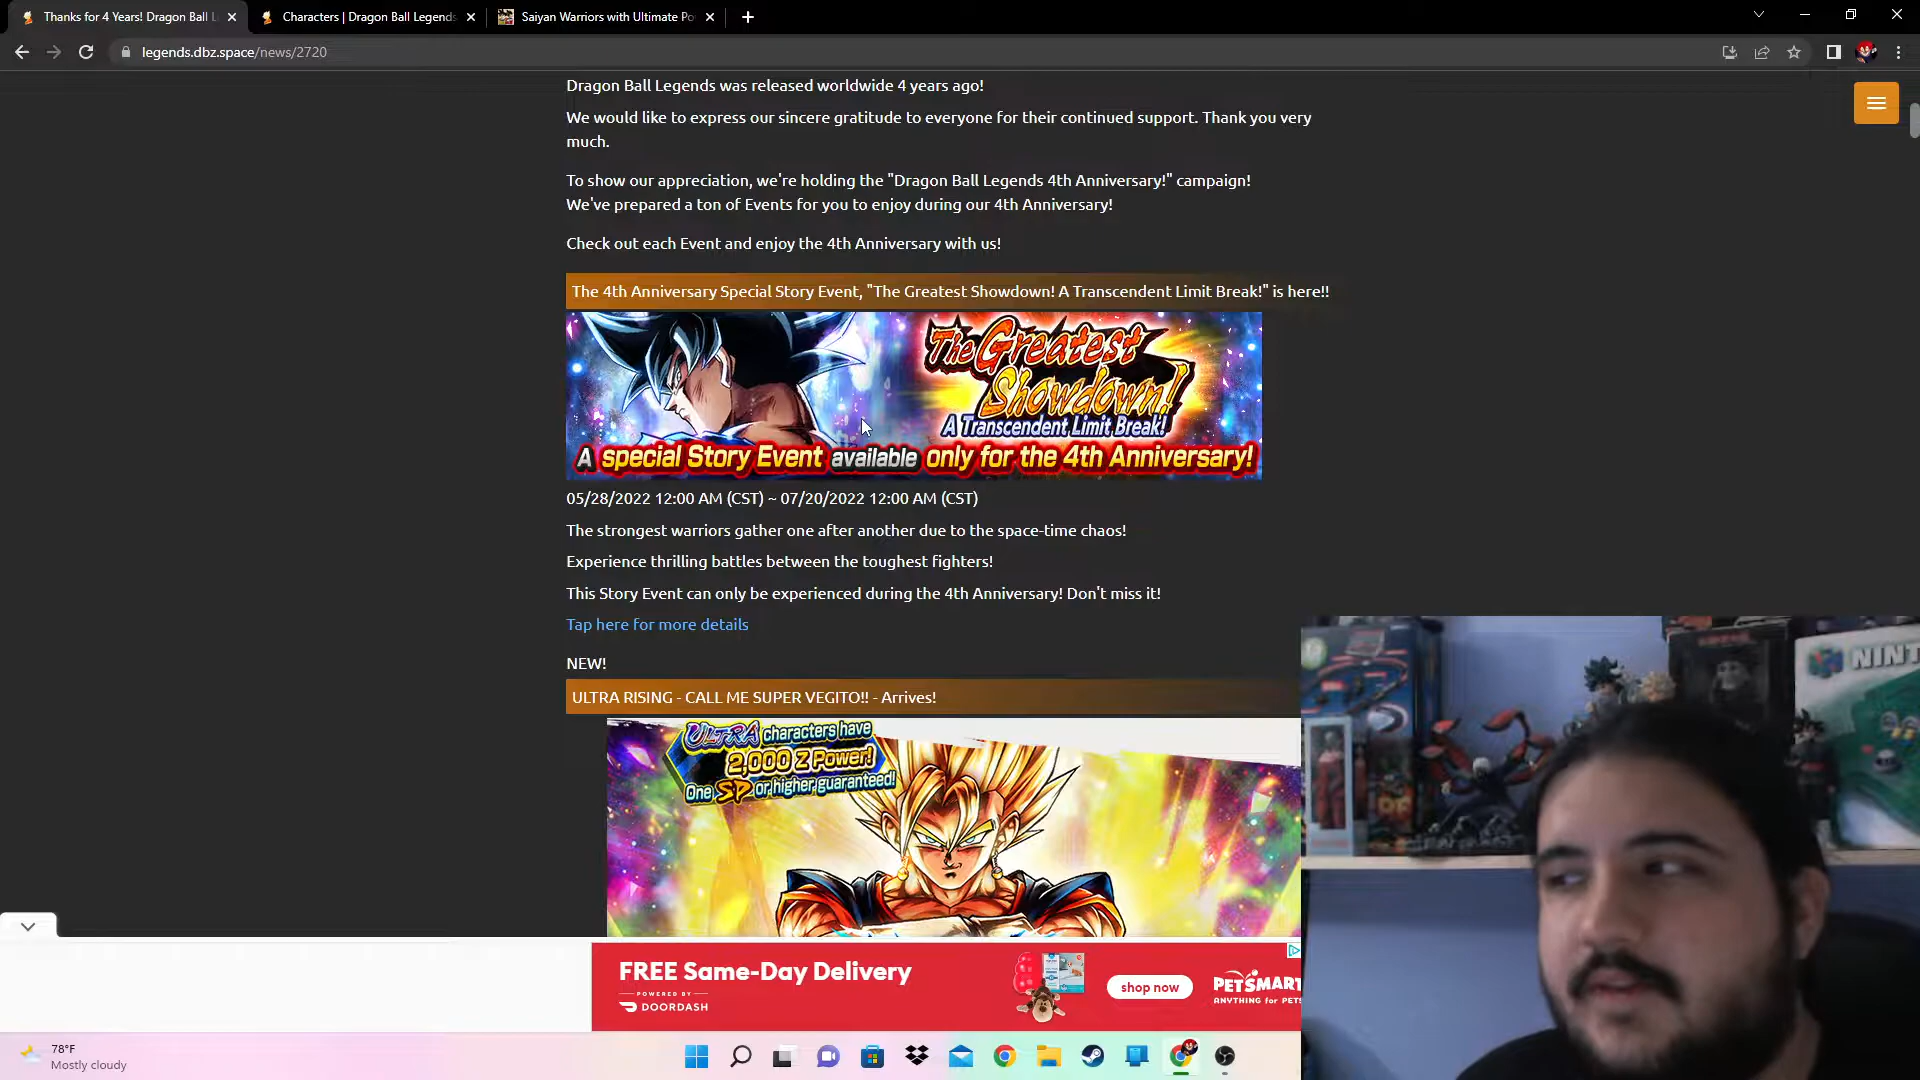 Thanks for 4 Years! Dragon Ball L
Characters | Dragon Ball Legends
Saiyan Warriors with Ultimate Po
legends.dbz.space/news/2720
Dragon Ball Legends was released worldwide 4 years ago!
We would like to express our sincere gratitude to everyone for their continued support. Thank you very
much.
To show our appreciation, we're holding the "Dragon Ball Legends 4th Anniversary!" campaign!
We've prepared a ton of Events for you to enjoy during our 4th Anniversary!
Check out each Event and enjoy the 4th Anniversary with us!
The 4th Anniversary Special Story Event, "The Greatest Showdown! A Transcendent Limit Break!" is here!!
The Greatest
Showdown!
A Transcendent Limit Break!
A special Story Event available only for the 4th Anniversary!
05/28/2022 12:00 AM (CST) ~ 07/20/2022 12:00 AM (CST)
The strongest warriors gather one after another due to the space-time chaos!
Experience thrilling battles between the toughest fighters!
This Story Event can only be experienced during the 4th Anniversary! Don't miss it!
Tap here for more details
NEW!
ULTRA RISING - CALL ME SUPER VEGITO!! - Arrives!
ULTRA characters have
2,000 Z Power!
One SP or higher guaranteed!
NINT
FREE Same-Day Delivery
POWERED BY
DOORDASH
shop now
PETSMART
ANYTHING for PETS
78°F
Mostly cloudy